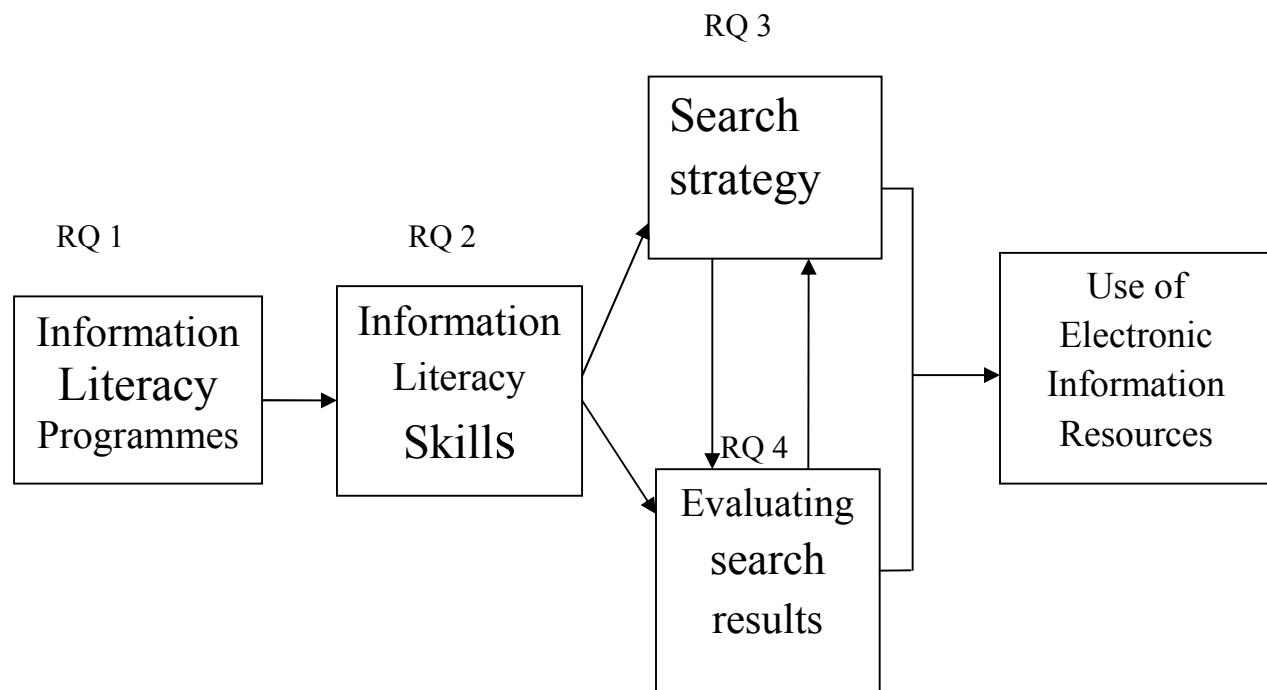 RQ 1
Information
Literacy
Programmes
RQ 2
Information
Literacy
Skills
RQ 3
Search
strategy
RQ 4
Evaluating
search
results
Use of
Electronic
Information
Resources